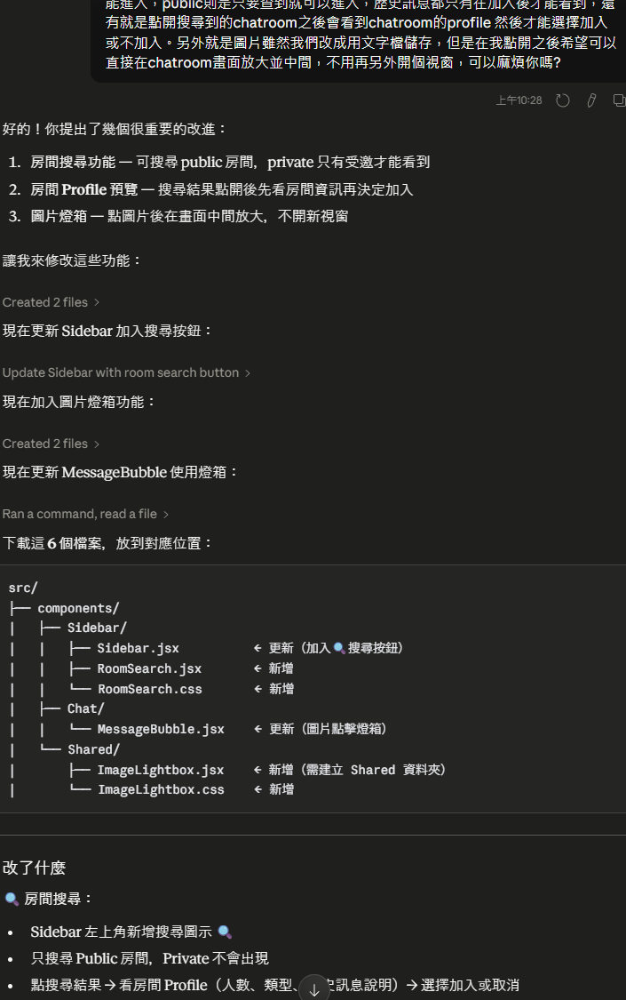 能進入，public則是只要查到就可以進入，歷史訊息都只有在加入後才能看到，還
有就是點開搜尋到的chatroom之後會看到chatroom的profile 然後才能選擇加入
或不加入。另外就是圖片雖然我們改成用文字檔儲存，但是在我點開之後希望可以
直接在chatroom畫面放大並中間，不用再另外開個視窗，可以麻煩你嗎?
上午10:28
好的！你提出了幾個很重要的改進：
1. 房間搜尋功能 — 可搜尋 public 房間，private 只有受邀才能看到
2. 房間 Profile 預覽 — 搜尋結果點開後先看房間資訊再決定加入
3. 圖片燈箱 — 點圖片後在畫面中間放大，不開新視窗
讓我來修改這些功能：
Created 2 files >
現在更新 Sidebar 加入搜尋按鈕：
Update Sidebar with room search button >
現在加入圖片燈箱功能：
Created 2 files >
現在更新 MessageBubble 使用燈箱：
Ran a command, read a file >
下載這 6 個檔案，放到對應位置：
src/
├── components/
│   ├── Sidebar/
│   │   ├── Sidebar.jsx        ← 更新（加入🔍搜尋按鈕）
│   │   ├── RoomSearch.jsx     ← 新增
│   │   └── RoomSearch.css     ← 新增
│   ├── Chat/
│   │   └── MessageBubble.jsx  ← 更新（圖片點擊燈箱）
│   └── Shared/
│       ├── ImageLightbox.jsx  ← 新增（需建立 Shared 資料夾）
│       └── ImageLightbox.css  ← 新增
改了什麼
🔍 房間搜尋：
• Sidebar 左上角新增搜尋圖示 🔍
• 只搜尋 Public 房間，Private 不會出現
• 點搜尋結果 → 看房間 Profile（人數、類型、史訊息說明）→ 選擇加入或取消